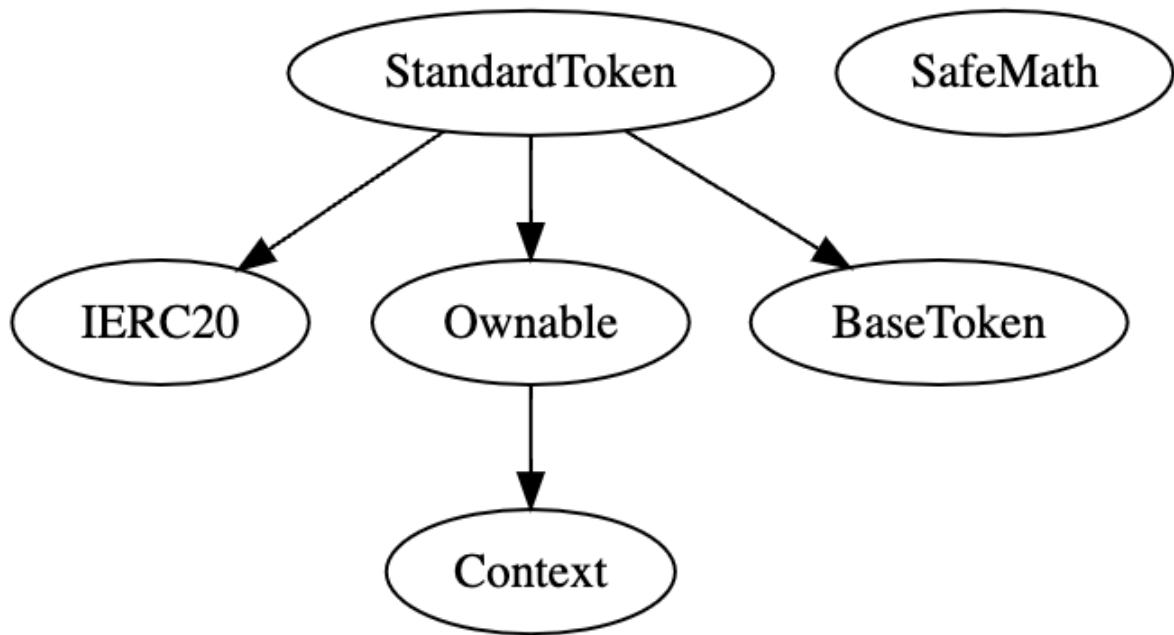 StandardToken
SafeMath
IERC20
Ownable
BaseToken
Context